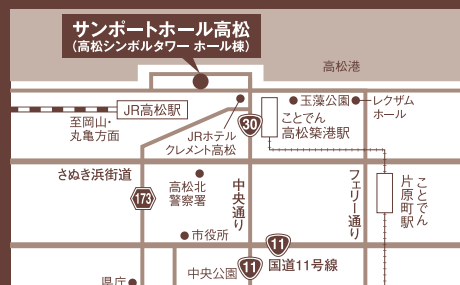 サンポートホール高松
(高松シンボルタワー ホール棟)
高松港
JR高松駅
至岡山・
丸亀方面
JRホテル
クレメント高松
30
玉藻公園
レクザム
ホール
ことでん
高松築港駅
さぬき浜街道
173
高松北
警察署
中央通り
フェリー通り
ことでん
片原町駅
市役所
11
国道11号線
県庁
中央公園
11